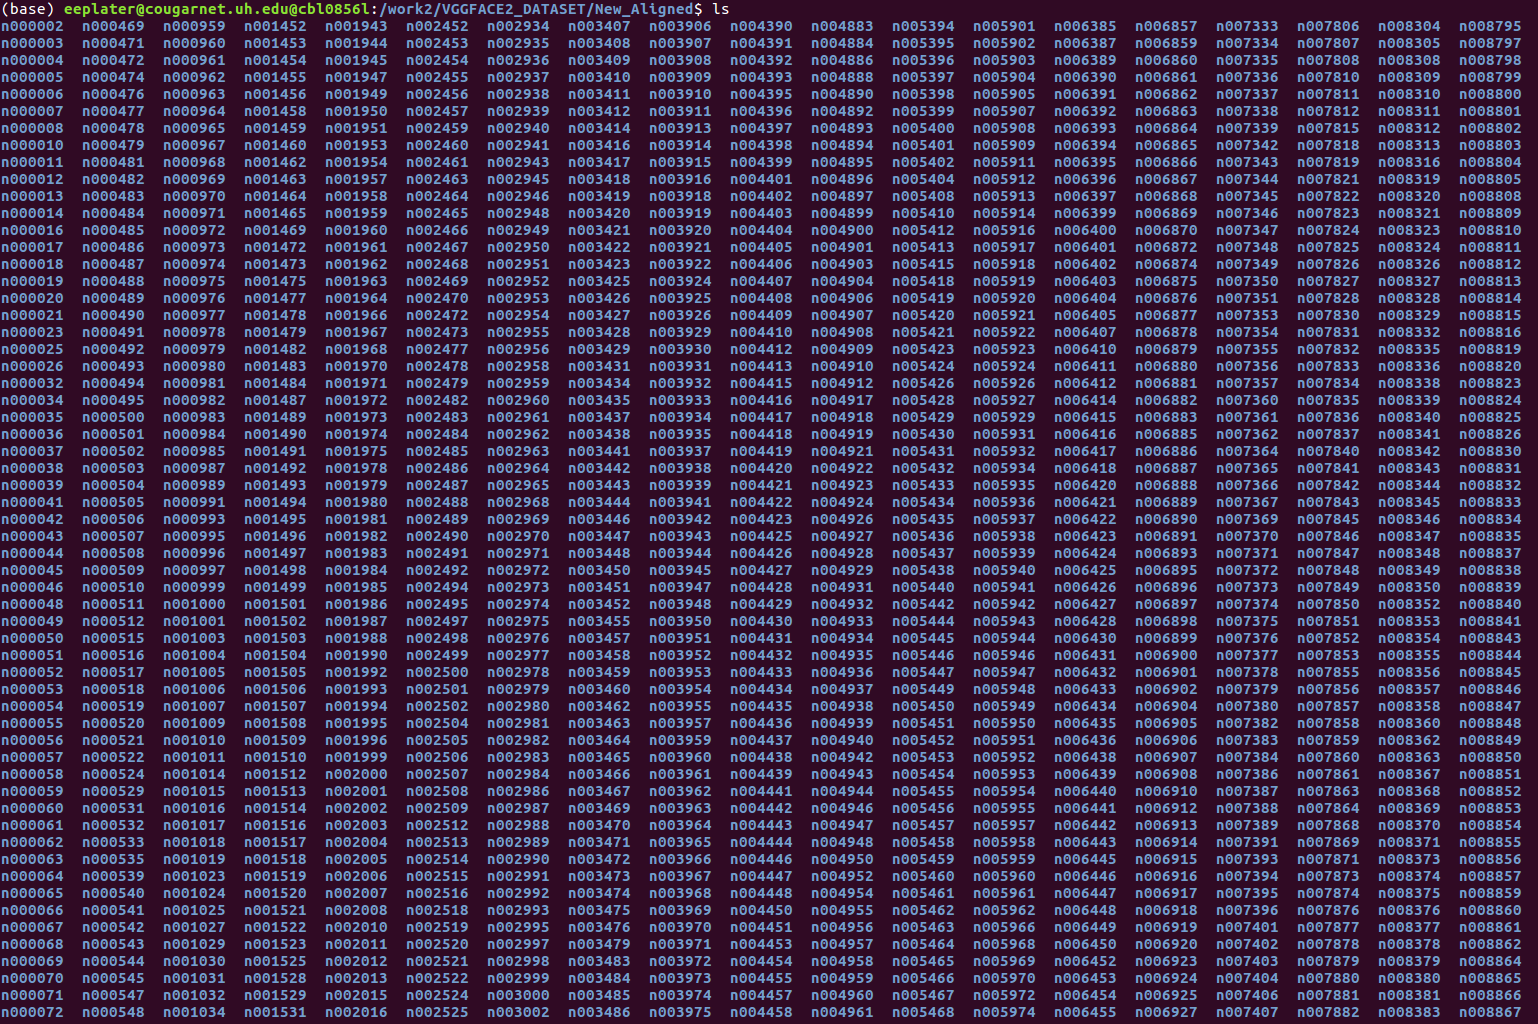 (base) eeplater@cougarnet.uh.edu@cbl0856l:/work2/VGGFACE2_DATASET/New_Aligned$ ls
n000002 n000469 n000959 n001452 n001943 n002452 n002934 n003407 n003906 n004390 n004883 n005394 n005901 n006385 n006857 n007333 n007806 n008304 n008795
n000003 n000471 n000960 n001453 n001944 n002453 n002935 n003408 n003907 n004391 n004884 n005395 n005902 n006387 n006859 n007334 n007807 n008305 n008797
n000004 n000472 n000961 n001454 n001945 n002454 n002936 n003409 n003908 n004392 n004886 n005396 n005903 n006389 n006860 n007335 n007808 n008308 n008798
n000005 n000474 n000962 n001455 n001947 n002455 n002937 n003410 n003909 n004393 n004888 n005397 n005904 n006390 n006861 n007336 n007810 n008309 n008799
n000006 n000476 n000963 n001456 n001949 n002456 n002938 n003411 n003910 n004395 n004890 n005398 n005905 n006391 n006862 n007337 n007811 n008310 n008800
n000007 n000477 n000964 n001458 n001950 n002457 n002939 n003412 n003911 n004396 n004892 n005399 n005907 n006392 n006863 n007338 n007812 n008311 n008801
n000008 n000478 n000965 n001459 n001951 n002459 n002940 n003414 n003913 n004397 n004893 n005400 n005908 n006393 n006864 n007339 n007815 n008312 n008802
n000010 n000479 n000967 n001460 n001953 n002460 n002941 n003416 n003914 n004398 n004894 n005401 n005909 n006394 n006865 n007342 n007818 n008313 n008803
n000011 n000481 n000968 n001462 n001954 n002461 n002943 n003417 n003915 n004399 n004895 n005402 n005911 n006395 n006866 n007343 n007819 n008316 n008804
n000012 n000482 n000969 n001463 n001957 n002463 n002945 n003418 n003916 n004401 n004896 n005404 n005912 n006396 n006867 n007344 n007821 n008319 n008805
n000013 n000483 n000970 n001464 n001958 n002464 n002946 n003419 n003918 n004402 n004897 n005408 n005913 n006397 n006868 n007345 n007822 n008320 n008808
n000014 n000484 n000971 n001465 n001959 n002465 n002948 n003420 n003919 n004403 n004899 n005410 n005914 n006399 n006869 n007346 n007823 n008321 n008809
n000016 n000485 n000972 n001469 n001960 n002466 n002949 n003421 n003920 n004404 n004900 n005412 n005916 n006400 n006870 n007347 n007824 n008323 n008810
n000017 n000486 n000973 n001472 n001961 n002467 n002950 n003422 n003921 n004405 n004901 n005413 n005917 n006401 n006872 n007348 n007825 n008324 n008811
n000018 n000487 n000974 n001473 n001962 n002468 n002951 n003423 n003922 n004406 n004903 n005415 n005918 n006402 n006874 n007349 n007826 n008326 n008812
n000019 n000488 n000975 n001475 n001963 n002469 n002952 n003425 n003924 n004407 n004904 n005418 n005919 n006403 n006875 n007350 n007827 n008327 n008813
n000020 n000489 n000976 n001477 n001964 n002470 n002953 n003426 n003925 n004408 n004906 n005419 n005920 n006404 n006876 n007351 n007828 n008328 n008814
n000021 n000490 n000977 n001478 n001966 n002472 n002954 n003427 n003926 n004409 n004907 n005420 n005921 n006405 n006877 n007353 n007830 n008329 n008815
n000023 n000491 n000978 n001479 n001967 n002473 n002955 n003428 n003929 n004410 n004908 n005421 n005922 n006407 n006878 n007354 n007831 n008332 n008816
n000025 n000492 n000979 n001482 n001968 n002477 n002956 n003429 n003930 n004412 n004909 n005423 n005923 n006410 n006879 n007355 n007832 n008335 n008819
n000026 n000493 n000980 n001483 n001970 n002478 n002958 n003431 n003931 n004413 n004910 n005424 n005924 n006411 n006880 n007356 n007833 n008336 n008820
n000032 n000494 n000981 n001484 n001971 n002479 n002959 n003434 n003932 n004415 n004912 n005426 n005926 n006412 n006881 n007357 n007834 n008338 n008823
n000034 n000495 n000982 n001487 n001972 n002482 n002960 n003435 n003933 n004416 n004917 n005428 n005927 n006414 n006882 n007360 n007835 n008339 n008824
n000035 n000500 n000983 n001489 n001973 n002483 n002961 n003437 n003934 n004417 n004918 n005429 n005929 n006415 n006883 n007361 n007836 n008340 n008825
n000036 n000501 n000984 n001490 n001974 n002484 n002962 n003438 n003935 n004418 n004919 n005430 n005931 n006416 n006885 n007362 n007837 n008341 n008826
n000037 n000502 n000985 n001491 n001975 n002485 n002963 n003441 n003937 n004419 n004921 n005431 n005932 n006417 n006886 n007364 n007840 n008342 n008830
n000038 n000503 n000987 n001492 n001978 n002486 n002964 n003442 n003938 n004420 n004922 n005432 n005934 n006418 n006887 n007365 n007841 n008343 n008831
n000039 n000504 n000989 n001493 n001979 n002487 n002965 n003443 n003939 n004421 n004923 n005433 n005935 n006420 n006888 n007366 n007842 n008344 n008832
n000041 n000505 n000991 n001494 n001980 n002488 n002968 n003444 n003941 n004422 n004924 n005434 n005936 n006421 n006889 n007367 n007843 n008345 n008833
n000042 n000506 n000993 n001495 n001981 n002489 n002969 n003446 n003942 n004423 n004926 n005435 n005937 n006422 n006890 n007369 n007845 n008346 n008834
n000043 n000507 n000995 n001496 n001982 n002490 n002970 n003447 n003943 n004425 n004927 n005436 n005938 n006423 n006891 n007370 n007846 n008347 n008835
n000044 n000508 n000996 n001497 n001983 n002491 n002971 n003448 n003944 n004426 n004928 n005437 n005939 n006424 n006893 n007371 n007847 n008348 n008837
n000045 n000509 n000997 n001498 n001984 n002492 n002972 n003450 n003945 n004427 n004929 n005438 n005940 n006425 n006895 n007372 n007848 n008349 n008838
n000046 n000510 n000999 n001499 n001985 n002494 n002973 n003451 n003947 n004428 n004931 n005440 n005941 n006426 n006896 n007373 n007849 n008350 n008839
n000048 n000511 n001000 n001501 n001986 n002495 n002974 n003452 n003948 n004429 n004932 n005442 n005942 n006427 n006897 n007374 n007850 n008352 n008840
n000049 n000512 n001001 n001502 n001987 n002497 n002975 n003455 n003950 n004430 n004933 n005444 n005943 n006428 n006898 n007375 n007851 n008353 n008841
n000050 n000515 n001003 n001503 n001988 n002498 n002976 n003457 n003951 n004431 n004934 n005445 n005944 n006430 n006899 n007376 n007852 n008354 n008843
n000051 n000516 n001004 n001504 n001990 n002499 n002977 n003458 n003952 n004432 n004935 n005446 n005946 n006431 n006900 n007377 n007853 n008355 n008844
n000052 n000517 n001005 n001505 n001992 n002500 n002978 n003459 n003953 n004433 n004936 n005447 n005947 n006432 n006901 n007378 n007855 n008356 n008845
n000053 n000518 n001006 n001506 n001993 n002501 n002979 n003460 n003954 n004434 n004937 n005449 n005948 n006433 n006902 n007379 n007856 n008357 n008846
n000054 n000519 n001007 n001507 n001994 n002502 n002980 n003462 n003955 n004435 n004938 n005450 n005949 n006434 n006904 n007380 n007857 n008358 n008847
n000055 n000520 n001009 n001508 n001995 n002504 n002981 n003463 n003957 n004436 n004939 n005451 n005950 n006435 n006905 n007382 n007858 n008360 n008848
n000056 n000521 n001010 n001509 n001996 n002505 n002982 n003464 n003959 n004437 n004940 n005452 n005951 n006436 n006906 n007383 n007859 n008362 n008849
n000057 n000522 n001011 n001510 n001999 n002506 n002983 n003465 n003960 n004438 n004942 n005453 n005952 n006438 n006907 n007384 n007860 n008363 n008850
n000058 n000524 n001014 n001512 n002000 n002507 n002984 n003466 n003961 n004439 n004943 n005454 n005953 n006439 n006908 n007386 n007861 n008367 n008851
n000059 n000529 n001015 n001513 n002001 n002508 n002986 n003467 n003962 n004441 n004944 n005455 n005954 n006440 n006910 n007387 n007863 n008368 n008852
n000060 n000531 n001016 n001514 n002002 n002509 n002987 n003469 n003963 n004442 n004946 n005456 n005955 n006441 n006912 n007388 n007864 n008369 n008853
n000061 n000532 n001017 n001516 n002003 n002512 n002988 n003470 n003964 n004443 n004947 n005457 n005957 n006442 n006913 n007389 n007868 n008370 n008854
n000062 n000533 n001018 n001517 n002004 n002513 n002989 n003471 n003965 n004444 n004948 n005458 n005958 n006443 n006914 n007391 n007869 n008371 n008855
n000063 n000535 n001019 n001518 n002005 n002514 n002990 n003472 n003966 n004446 n004950 n005459 n005959 n006445 n006915 n007393 n007871 n008373 n008856
n000064 n000539 n001023 n001519 n002006 n002515 n002991 n003473 n003967 n004447 n004952 n005460 n005960 n006446 n006916 n007394 n007873 n008374 n008857
n000065 n000540 n001024 n001520 n002007 n002516 n002992 n003474 n003968 n004448 n004954 n005461 n005961 n006447 n006917 n007395 n007874 n008375 n008859
n000066 n000541 n001025 n001521 n002008 n002518 n002993 n003475 n003969 n004450 n004955 n005462 n005962 n006448 n006918 n007396 n007876 n008376 n008860
n000067 n000542 n001027 n001522 n002010 n002519 n002995 n003476 n003970 n004451 n004956 n005463 n005966 n006449 n006919 n007401 n007877 n008377 n008861
n000068 n000543 n001029 n001523 n002011 n002520 n002997 n003479 n003971 n004453 n004957 n005464 n005968 n006450 n006920 n007402 n007878 n008378 n008862
n000069 n000544 n001030 n001525 n002012 n002521 n002998 n003483 n003972 n004454 n004958 n005465 n005969 n006452 n006923 n007403 n007879 n008379 n008864
n000070 n000545 n001031 n001528 n002013 n002522 n002999 n003484 n003973 n004455 n004959 n005466 n005970 n006453 n006924 n007404 n007880 n008380 n008865
n000071 n000547 n001032 n001529 n002015 n002524 n003000 n003485 n003974 n004457 n004960 n005467 n005972 n006454 n006925 n007406 n007881 n008381 n008866
n000072 n000548 n001034 n001531 n002016 n002525 n003002 n003486 n003975 n004458 n004961 n005468 n005974 n006455 n006927 n007407 n007882 n008383 n008867